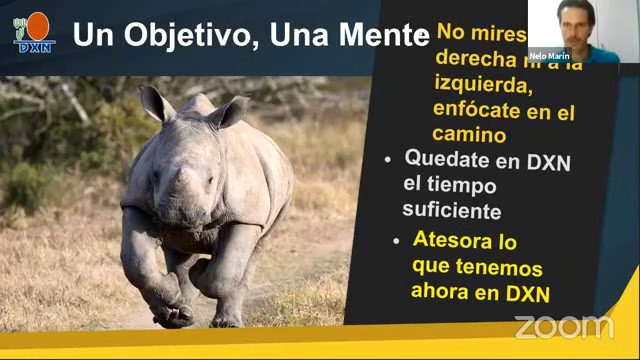 DXN
Un Objetivo, Una Mente
No mires
derecha ni a la
izquierda,
enfócate en el
camino
• Quedate en DXN
el tiempo
suficiente
• Atesora lo
que tenemos
ahora en DXN
Nelo Marín
zoom